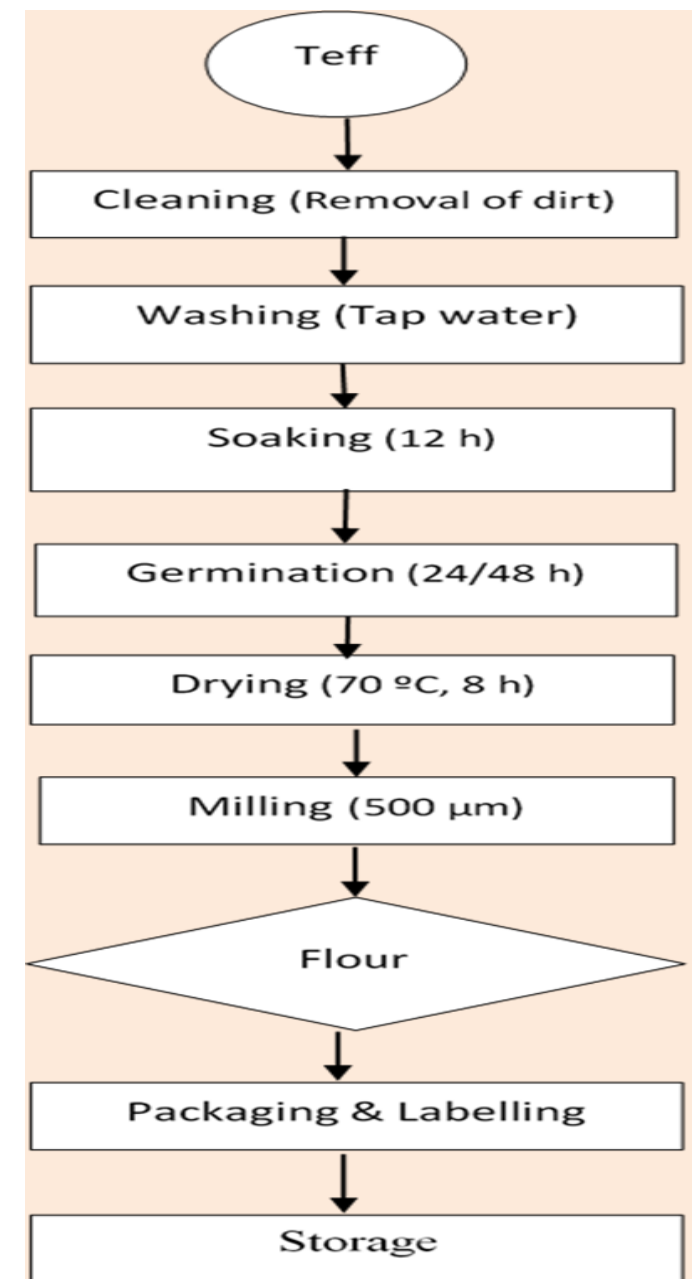 Teff
Cleaning (Removal of dirt)
Washing (Tap water)
Soaking (12 h)
Germination (24/48 h)
Drying (70 ºC, 8 h)
Milling (500 µm)
Flour
Packaging & Labelling
Storage